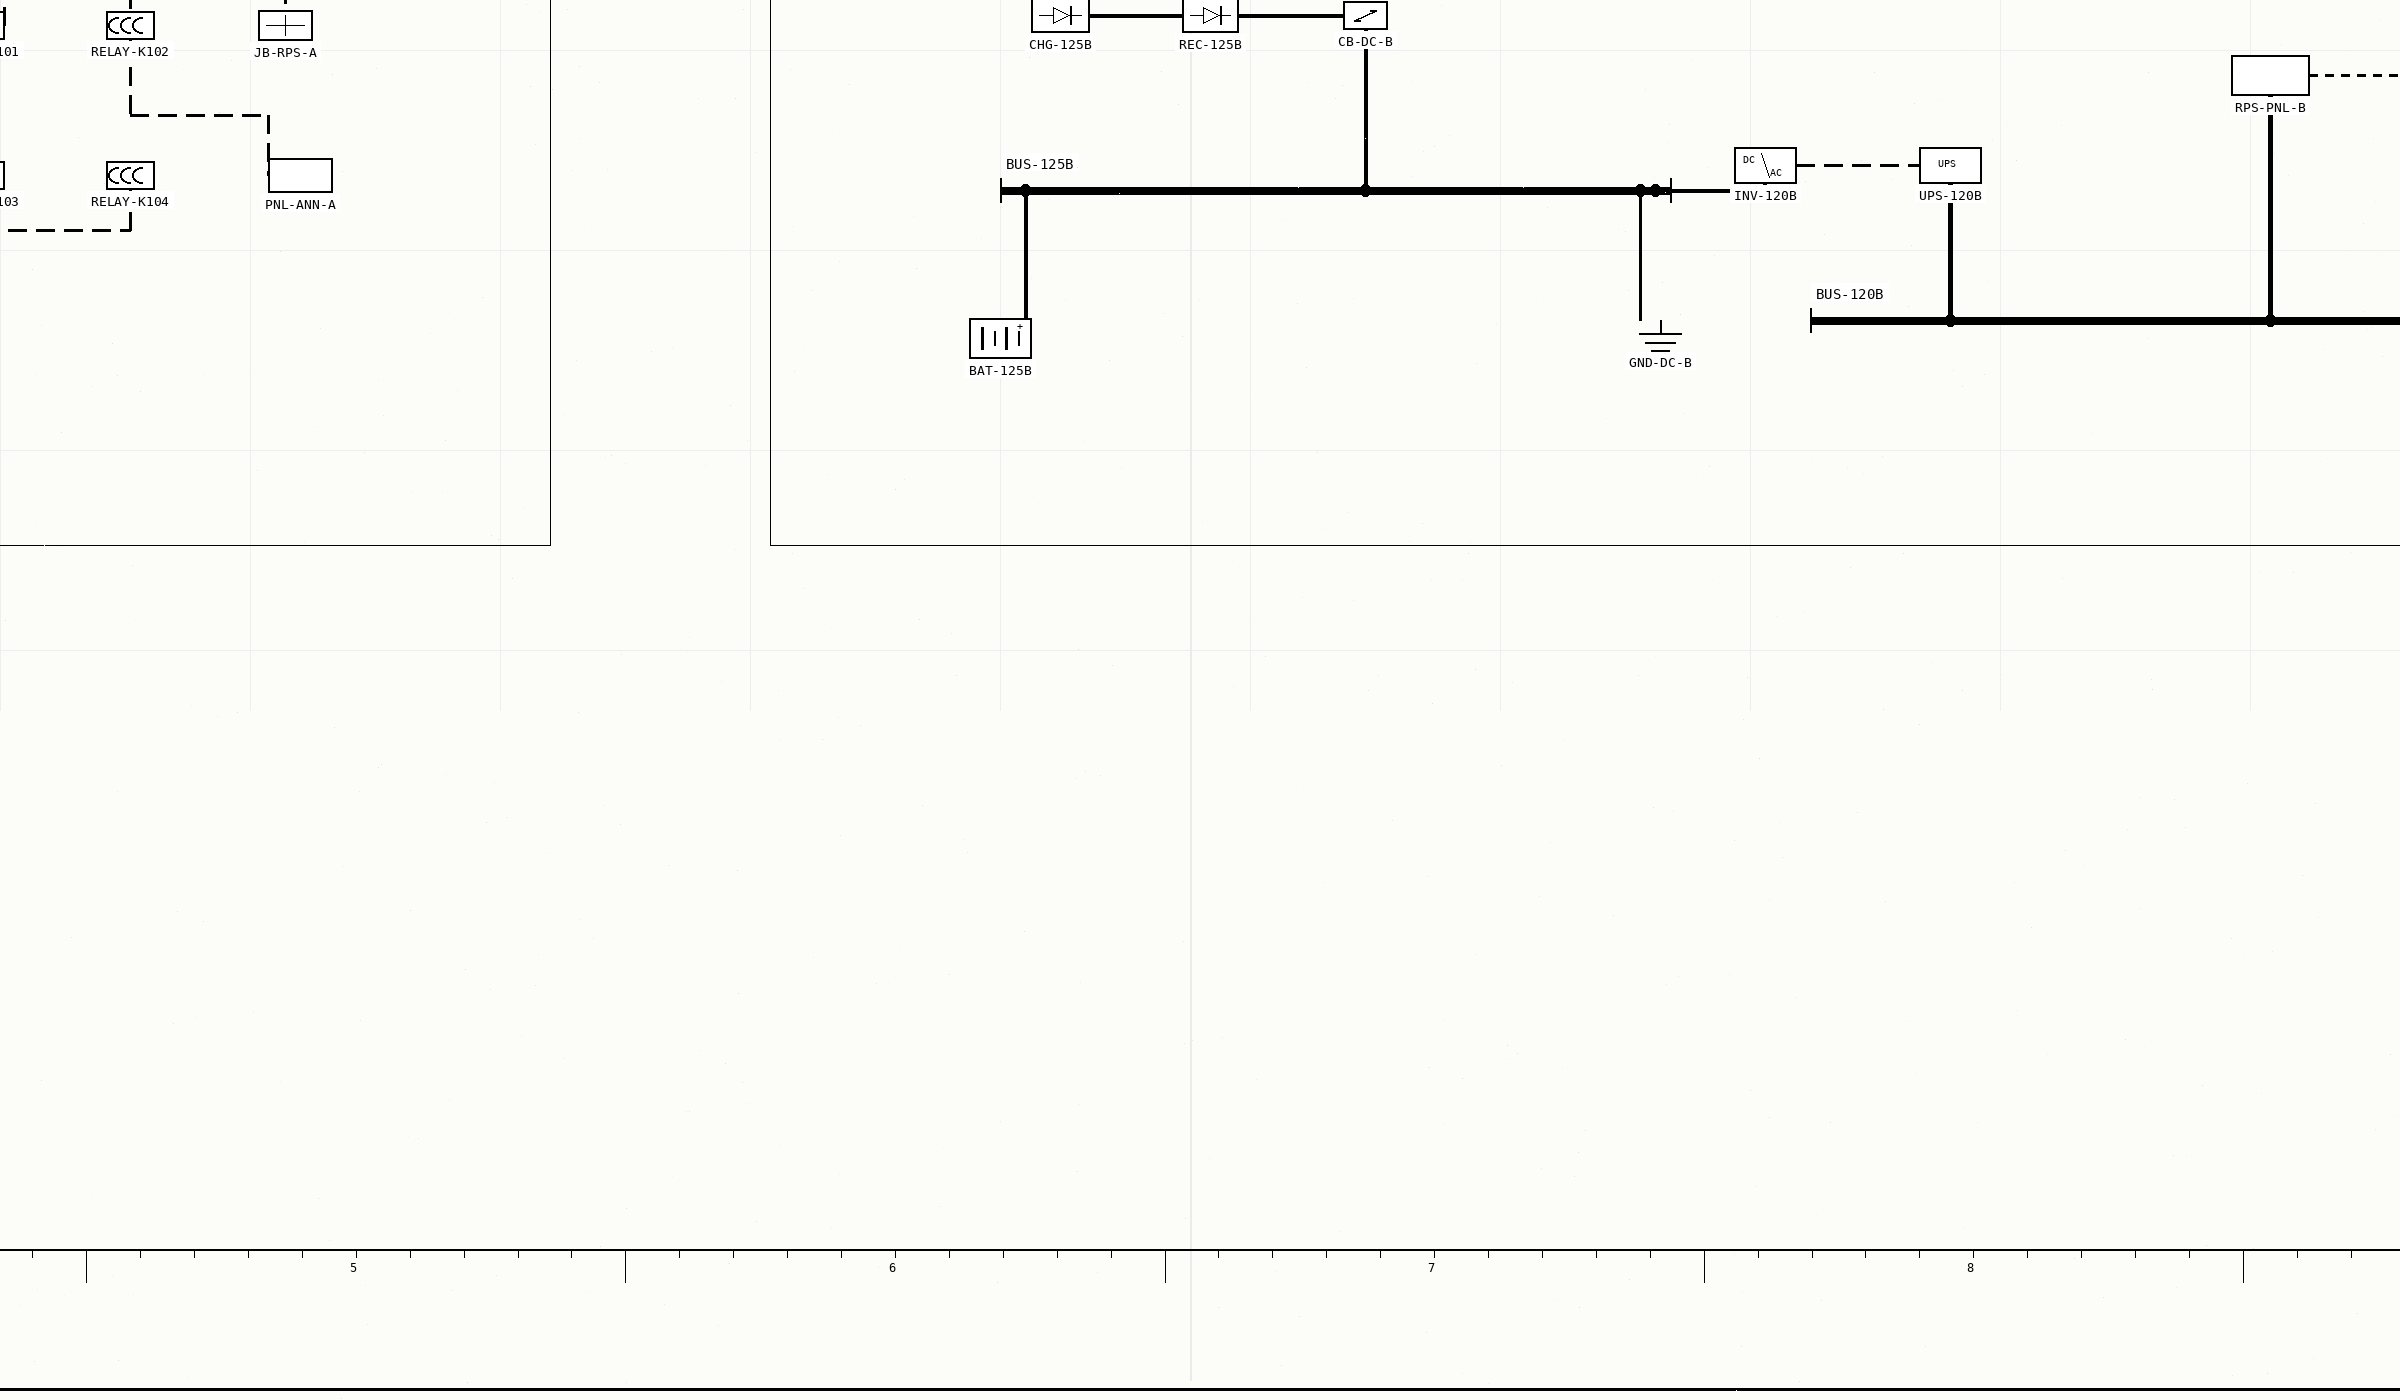 CHG-125B
REC-125B
CB-DC-B
101
RELAY-K102
JB-RPS-A
RPS-PNL-B
BUS-125B
DC
AC
UPS
INV-120B
UPS-120B
103
RELAY-K104
PNL-ANN-A
BUS-120B
+
BAT-125B
GND-DC-B
5
6
7
8